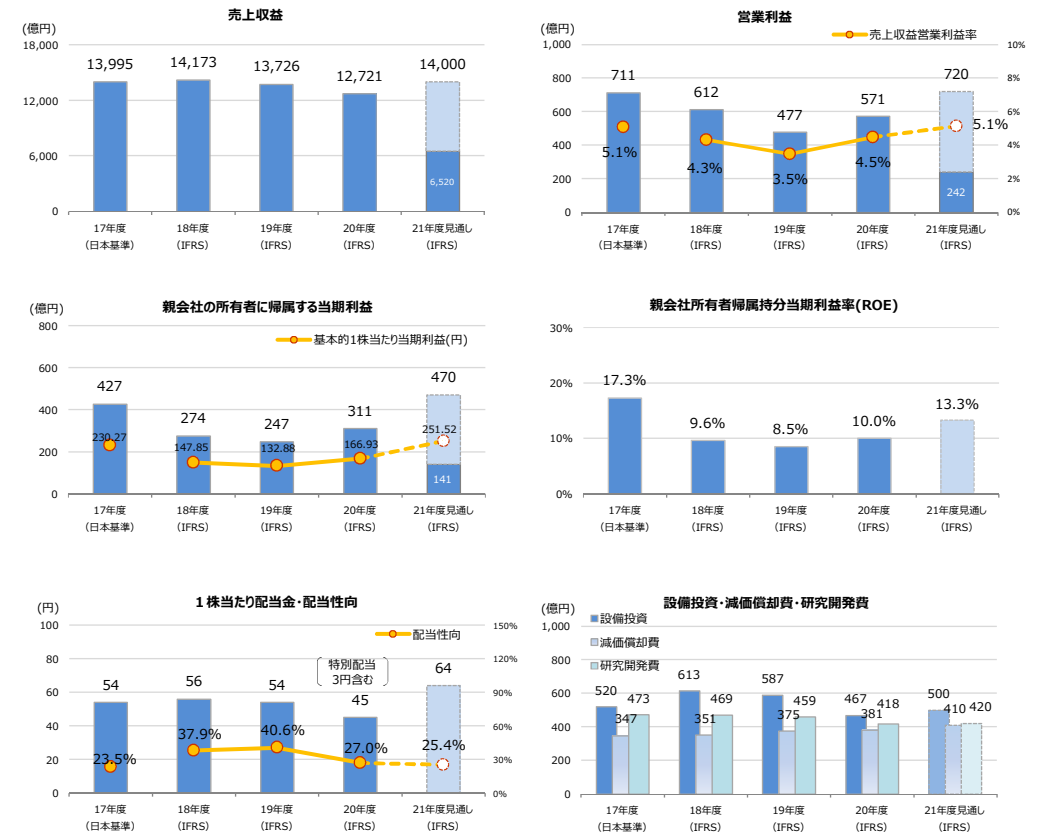 売上収益
(億円)
18,000
12,000
6,000
0
13,995
14,173
13,726
12,721
14,000
6,520
17年度
(日本基準)
18年度
(IFRS)
19年度
(IFRS)
20年度
(IFRS)
21年度見通し
(IFRS)
営業利益
(億円)
売上収益営業利益率
1,000
800
600
400
200
0
10%
8%
6%
4%
2%
0%
711
612
477
571
720
5.1%
4.3%
3.5%
4.5%
5.1%
242
17年度
(日本基準)
18年度
(IFRS)
19年度
(IFRS)
20年度
(IFRS)
21年度見通し
(IFRS)
親会社の所有者に帰属する当期利益
(億円)
基本的1株当たり当期利益(円)
800
600
400
200
0
427
274
247
311
470
230.27
147.85
132.88
166.93
251.52
141
17年度
(日本基準)
18年度
(IFRS)
19年度
(IFRS)
20年度
(IFRS)
21年度見通し
(IFRS)
親会社所有者帰属持分当期利益率(ROE)
30%
20%
10%
0%
17.3%
9.6%
8.5%
10.0%
13.3%
17年度
(日本基準)
18年度
(IFRS)
19年度
(IFRS)
20年度
(IFRS)
21年度見通し
(IFRS)
1株当たり配当金・配当性向
(円)
配当性向
100
80
60
40
20
0
150%
120%
90%
60%
30%
0%
特別配当
3円含む
54
56
54
45
64
23.5%
37.9%
40.6%
27.0%
25.4%
17年度
(日本基準)
18年度
(IFRS)
19年度
(IFRS)
20年度
(IFRS)
21年度見通し
(IFRS)
設備投資・減価償却費・研究開発費
(億円)
設備投資
減価償却費
研究開発費
1,000
800
600
400
200
0
520
347
473
613
351
469
587
375
459
467
381
418
500
410
420
17年度
(日本基準)
18年度
(IFRS)
19年度
(IFRS)
20年度
(IFRS)
21年度見通し
(IFRS)